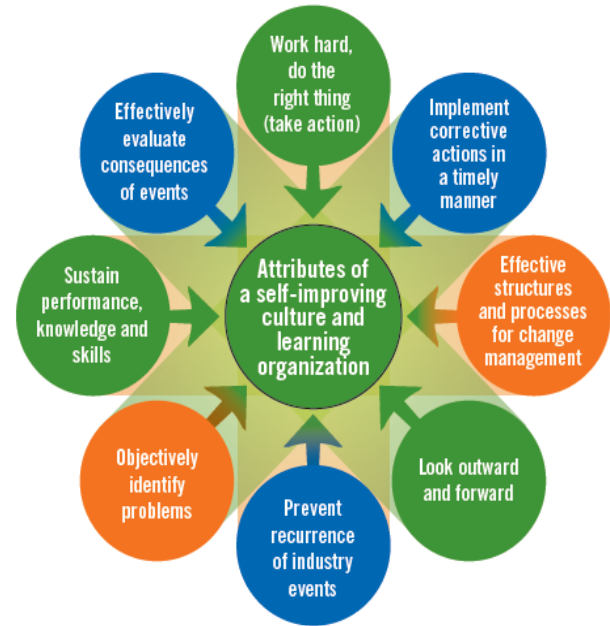 Work hard,
do the
right thing
(take action)
Implement
corrective
actions in
a timely
manner
Effective
structures
and processes
for change
management
Look outward
and forward
Prevent
recurrence
of industry
events
Objectively
identify
problems
Sustain
performance,
knowledge and
skills
Effectively
evaluate
consequences
of events
Attributes of
a self-improving
culture and
learning
organization